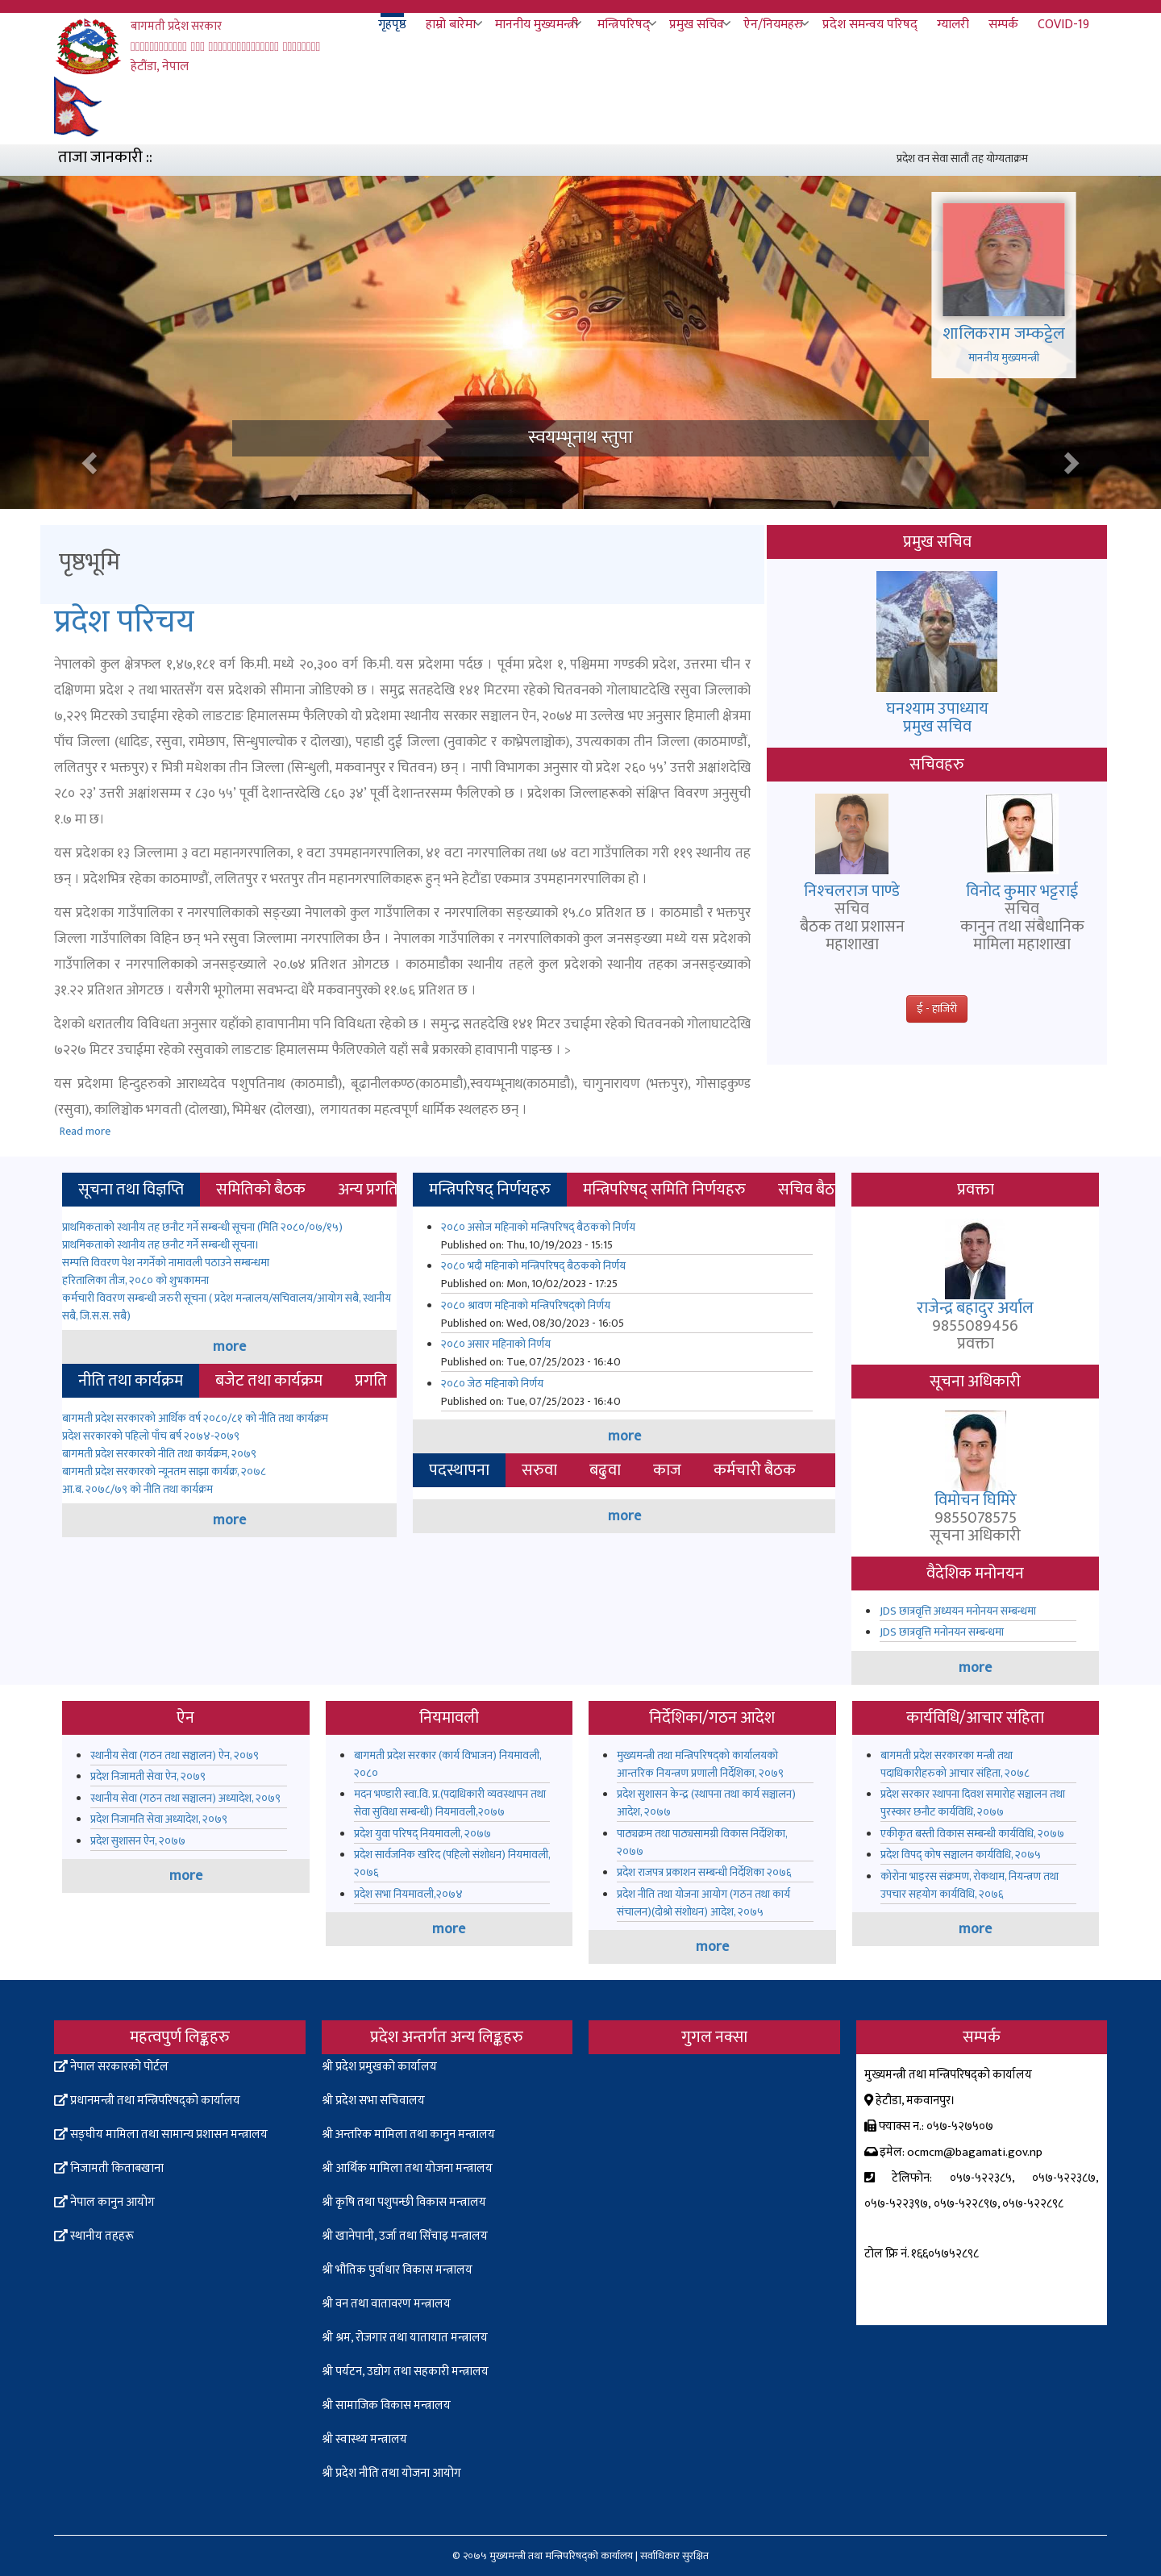 बागमती प्रदेश सरकार
हेटौंडा, नेपाल
गृहपृष्ठ हाम्रो बारेमा माननीय मुख्यमन्त्री मन्त्रिपरिषद् प्रमुख सचिव ऐन/नियमहरु प्रदेश समन्वय परिषद् ग्यालरी सम्पर्क COVID-19
ताजा जानकारी ::
प्रदेश वन सेवा सातौं तह योग्यताक्रम
शालिकराम जम्कट्टेल
माननीय मुख्यमन्त्री
स्वयम्भूनाथ स्तुपा
पृष्ठभूमि
प्रदेश परिचय
नेपालको कुल क्षेत्रफल १,४७,१८१ वर्ग कि.मी. मध्ये २०,३०० वर्ग कि.मी. यस प्रदेशमा पर्दछ । पूर्वमा प्रदेश १, पश्चिममा गण्डकी प्रदेश, उत्तरमा चीन र
दक्षिणमा प्रदेश २ तथा भारतसँग यस प्रदेशको सीमाना जोडिएको छ । समुद्र सतहदेखि १४१ मिटरमा रहेको चितवनको गोलाघाटदेखि रसुवा जिल्लाको
७,२२९ मिटरको उचाईमा रहेको लाङटाङ हिमालसम्म फैलिएको यो प्रदेशमा स्थानीय सरकार सञ्चालन ऐन, २०७४ मा उल्लेख भए अनुसार हिमाली क्षेत्रमा
पाँच जिल्ला (धादिङ, रसुवा, रामेछाप, सिन्धुपाल्चोक र दोलखा), पहाडी दुई जिल्ला (नुवाकोट र काभ्रेपलाञ्चोक), उपत्यकाका तीन जिल्ला (काठमाण्डौं,
ललितपुर र भक्तपुर) र भित्री मधेशका तीन जिल्ला (सिन्धुली, मकवानपुर र चितवन) छन् । नापी विभागका अनुसार यो प्रदेश २६० ५५’ उत्तरी अक्षांशदेखि
२८० २३’ उत्तरी अक्षांशसम्म र ८३० ५५’ पूर्वी देशान्तरदेखि ८६० ३४’ पूर्वी देशान्तरसम्म फैलिएको छ । प्रदेशका जिल्लाहरूको संक्षिप्त विवरण अनुसुची
१.७ मा छ।
यस प्रदेशका १३ जिल्लामा ३ वटा महानगरपालिका, १ वटा उपमहानगरपालिका, ४१ वटा नगरपालिका तथा ७४ वटा गाउँपालिका गरी ११९ स्थानीय तह
छन् । प्रदेशभित्र रहेका काठमाण्डौं, ललितपुर र भरतपुर तीन महानगरपालिकाहरू हुन् भने हेटौंडा एकमात्र उपमहानगरपालिका हो ।
यस प्रदेशका गाउँपालिका र नगरपालिकाको सङ्ख्या नेपालको कुल गाउँपालिका र नगरपालिका सङ्ख्याको १५.८० प्रतिशत छ । काठमाडौ र भक्तपुर
जिल्ला गाउँपालिका विहिन छन् भने रसुवा जिल्लामा नगरपालिका छैन । नेपालका गाउँपालिका र नगरपालिकाको कुल जनसङ्ख्या मध्ये यस प्रदेशको
गाउँपालिका र नगरपालिकाको जनसङ्ख्याले २०.७४ प्रतिशत ओगटछ । काठमाडौका स्थानीय तहले कुल प्रदेशको स्थानीय तहका जनसङ्ख्याको
३१.२२ प्रतिशत ओगटछ । यसैगरी भूगोलमा सवभन्दा धेरै मकवानपुरको ११.७६ प्रतिशत छ ।
देशको धरातलीय विविधता अनुसार यहाँको हावापानीमा पनि विविधता रहेको छ । समुन्द्र सतहदेखि १४१ मिटर उचाईमा रहेको चितवनको गोलाघाटदेखि
७२२७ मिटर उचाईमा रहेको रसुवाको लाङटाङ हिमालसम्म फैलिएकोले यहाँ सबै प्रकारको हावापानी पाइन्छ । >
यस प्रदेशमा हिन्दुहरुको आराध्यदेव पशुपतिनाथ (काठमाडौ), बूढानीलकण्ठ(काठमाडौ),स्वयम्भूनाथ(काठमाडौ), चागुनारायण (भक्तपुर), गोसाइकुण्ड
(रसुवा), कालिञ्चोक भगवती (दोलखा), भिमेश्वर (दोलखा), लगायतका महत्वपूर्ण धार्मिक स्थलहरु छन् ।
Read more
प्रमुख सचिव
घनश्याम उपाध्याय
प्रमुख सचिव
सचिवहरु
निश्चलराज पाण्डे
सचिव
बैठक तथा प्रशासन
महाशाखा
विनोद कुमार भट्टराई
सचिव
कानुन तथा संबैधानिक
मामिला महाशाखा
ई - हाजिरी
सूचना तथा विज्ञप्ति समितिको बैठक अन्य प्रगति
प्राथमिकताको स्थानीय तह छनौट गर्ने सम्बन्धी सूचना (मिति २०८०/०७/१५)
प्राथमिकताको स्थानीय तह छनौट गर्ने सम्बन्धी सूचना।
सम्पत्ति विवरण पेश नगर्नेको नामावली पठाउने सम्बन्धमा
हरितालिका तीज, २०८० को शुभकामना
कर्मचारी विवरण सम्बन्धी जरुरी सूचना ( प्रदेश मन्त्रालय/सचिवालय/आयोग सबै, स्थानीय
सबै, जि.स.स. सबै)
more
नीति तथा कार्यक्रम बजेट तथा कार्यक्रम प्रगति
बागमती प्रदेश सरकारको आर्थिक वर्ष २०८०/८१ को नीति तथा कार्यक्रम
प्रदेश सरकारको पहिलो पाँच बर्ष २०७४-२०७९
बागमती प्रदेश सरकारको नीति तथा कार्यक्रम, २०७९
बागमती प्रदेश सरकारको न्यूनतम साझा कार्यक्र, २०७८
आ.ब. २०७८/७९ को नीति तथा कार्यक्रम
more
मन्त्रिपरिषद् निर्णयहरु मन्त्रिपरिषद् समिति निर्णयहरु सचिव बैठ
२०८० असोज महिनाको मन्त्रिपरिषद् बैठकको निर्णय
Published on: Thu, 10/19/2023 - 15:15
२०८० भदौ महिनाको मन्त्रिपरिषद् बैठकको निर्णय
Published on: Mon, 10/02/2023 - 17:25
२०८० श्रावण महिनाको मन्त्रिपरिषद्को निर्णय
Published on: Wed, 08/30/2023 - 16:05
२०८० असार महिनाको निर्णय
Published on: Tue, 07/25/2023 - 16:40
२०८० जेठ महिनाको निर्णय
Published on: Tue, 07/25/2023 - 16:40
more
पदस्थापना सरुवा बढुवा काज कर्मचारी बैठक
more
प्रवक्ता
राजेन्द्र बहादुर अर्याल
9855089456
प्रवक्ता
सूचना अधिकारी
विमोचन घिमिरे
9855078575
सूचना अधिकारी
वैदेशिक मनोनयन
JDS छात्रवृत्ति अध्ययन मनोनयन सम्बन्धमा
JDS छात्रवृत्ति मनोनयन सम्बन्धमा
more
ऐन
स्थानीय सेवा (गठन तथा सञ्चालन) ऐन, २०७९
प्रदेश निजामती सेवा ऐन, २०७९
स्थानीय सेवा (गठन तथा सञ्चालन) अध्यादेश, २०७९
प्रदेश निजामति सेवा अध्यादेश, २०७९
प्रदेश सुशासन ऐन, २०७७
more
नियमावली
बागमती प्रदेश सरकार (कार्य विभाजन) नियमावली,
२०८०
मदन भण्डारी स्वा.वि. प्र.(पदाधिकारी व्यवस्थापन तथा
सेवा सुविधा सम्बन्धी) नियमावली,२०७७
प्रदेश युवा परिषद् नियमावली, २०७७
प्रदेश सार्वजनिक खरिद (पहिलो संशोधन) नियमावली,
२०७६
प्रदेश सभा नियमावली,२०७४
more
निर्देशिका/गठन आदेश
मुख्यमन्त्री तथा मन्त्रिपरिषद्को कार्यालयको
आन्तरिक नियन्त्रण प्रणाली निर्देशिका, २०७९
प्रदेश सुशासन केन्द्र (स्थापना तथा कार्य सञ्चालन)
आदेश, २०७७
पाठ्यक्रम तथा पाठ्यसामग्री विकास निर्देशिका,
२०७७
प्रदेश राजपत्र प्रकाशन सम्बन्धी निर्देशिका २०७६
प्रदेश नीति तथा योजना आयोग (गठन तथा कार्य
संचालन)(दोश्रो संशोधन) आदेश, २०७५
more
कार्यविधि/आचार संहिता
बागमती प्रदेश सरकारका मन्त्री तथा
पदाधिकारीहरुको आचार संहिता, २०७८
प्रदेश सरकार स्थापना दिवश समारोह सञ्चालन तथा
पुरस्कार छनौट कार्यविधि, २०७७
एकीकृत बस्ती विकास सम्बन्धी कार्यविधि, २०७७
प्रदेश विपद् कोष सञ्चालन कार्यविधि, २०७५
कोरोना भाइरस संक्रमण, रोकथाम, नियन्त्रण तथा
उपचार सहयोग कार्यविधि, २०७६
more
महत्वपुर्ण लिङ्कहरु
नेपाल सरकारको पोर्टल
प्रधानमन्त्री तथा मन्त्रिपरिषद्को कार्यालय
सङ्घीय मामिला तथा सामान्य प्रशासन मन्त्रालय
निजामती किताबखाना
नेपाल कानुन आयोग
स्थानीय तहहरू
प्रदेश अन्तर्गत अन्य लिङ्कहरु
श्री प्रदेश प्रमुखको कार्यालय
श्री प्रदेश सभा सचिवालय
श्री अन्तरिक मामिला तथा कानुन मन्त्रालय
श्री आर्थिक मामिला तथा योजना मन्त्रालय
श्री कृषि तथा पशुपन्छी विकास मन्त्रालय
श्री खानेपानी, उर्जा तथा सिँचाइ मन्त्रालय
श्री भौतिक पुर्वाधार विकास मन्त्रालय
श्री वन तथा वातावरण मन्त्रालय
श्री श्रम, रोजगार तथा यातायात मन्त्रालय
श्री पर्यटन, उद्योग तथा सहकारी मन्त्रालय
श्री सामाजिक विकास मन्त्रालय
श्री स्वास्थ्य मन्त्रालय
श्री प्रदेश नीति तथा योजना आयोग
गुगल नक्सा
सम्पर्क
मुख्यमन्त्री तथा मन्त्रिपरिषद्को कार्यालय
हेटौडा, मकवानपुर।
फ्याक्स न.: ०५७-५२७५०७
इमेल: ocmcm@bagamati.gov.np
टेलिफोन: ०५७-५२२३८५, ०५७-५२२३८७,
०५७-५२२३९७, ०५७-५२२८९७, ०५७-५२२८९८
टोल फ्रि नं. १६६०५७५२८९८
© २०७५ मुख्यमन्त्री तथा मन्त्रिपरिषद्को कार्यालय | सर्वाधिकार सुरक्षित